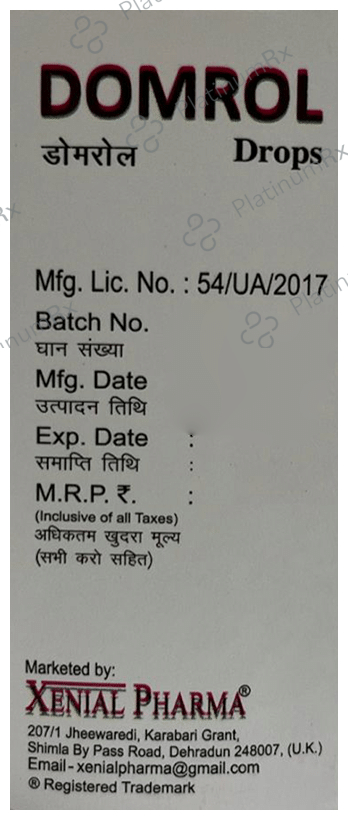 DOMROL
डोमरोल Drops
Mfg. Lic. No. : 54/UA/2017
Batch No.
घान संख्या
Mfg. Date
उत्पादन तिथि
Exp. Date :
समाप्ति तिथि :
M.R.P. ₹. :
(Inclusive of all Taxes)
अधिकतम खुदरा मूल्य
(सभी करो सहित)
Marketed by:
XENIAL PHARMA®
207/1 Jheewaredi, Karabari Grant,
Shimla By Pass Road, Dehradun 248007, (U.K.)
Email - xenialpharma@gmail.com
® Registered Trademark
PlatinumRx